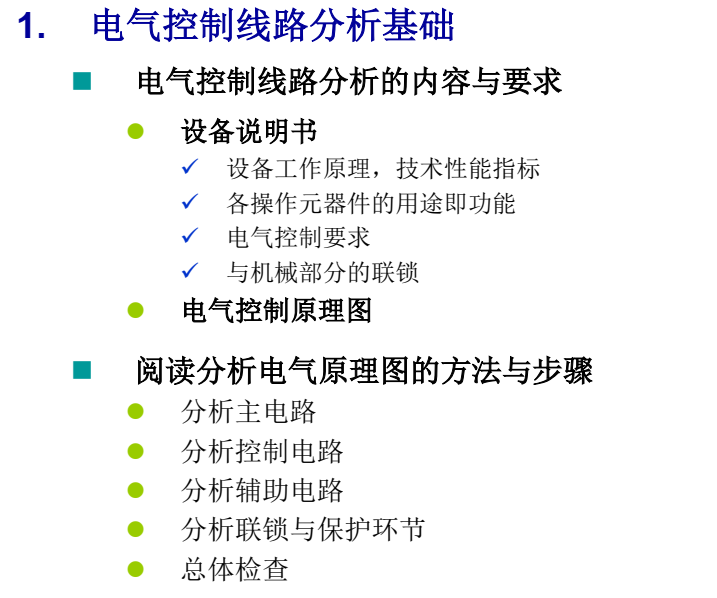 1. 电气控制线路分析基础
电气控制线路分析的内容与要求
设备说明书
设备工作原理，技术性能指标
各操作元器件的用途即功能
电气控制要求
与机械部分的联锁
电气控制原理图
阅读分析电气原理图的方法与步骤
分析主电路
分析控制电路
分析辅助电路
分析联锁与保护环节
总体检查